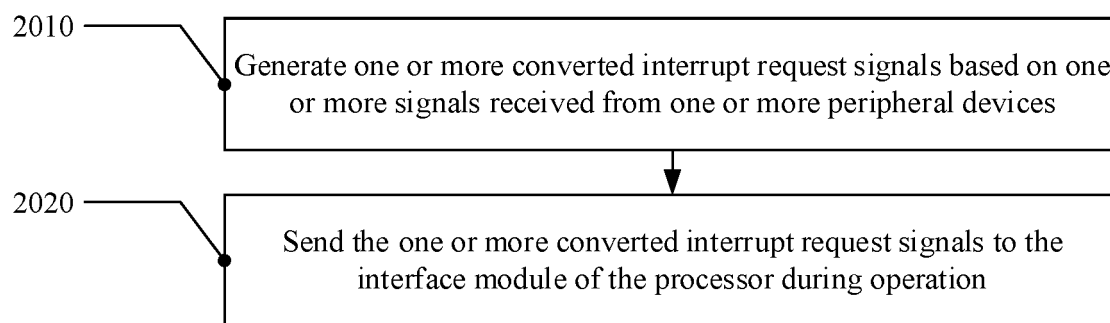 2010
Generate one or more converted interrupt request signals based on one
or more signals received from one or more peripheral devices
2020
Send the one or more converted interrupt request signals to the
interface module of the processor during operation